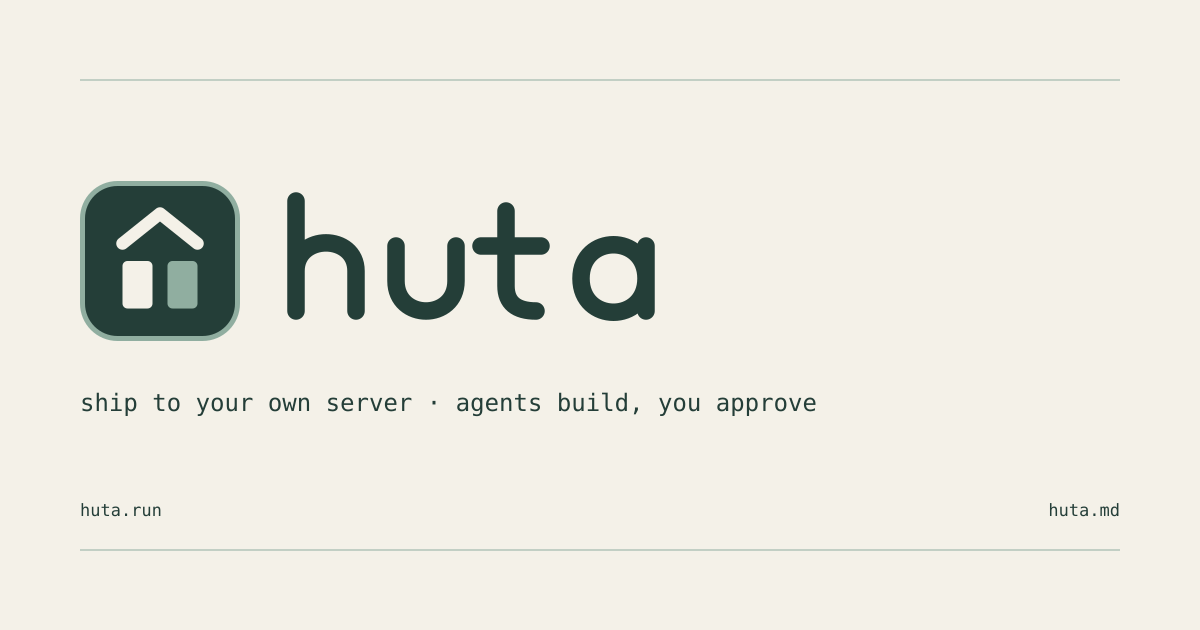 huta
ship to your own server · agents build, you approve
huta.run
huta.md